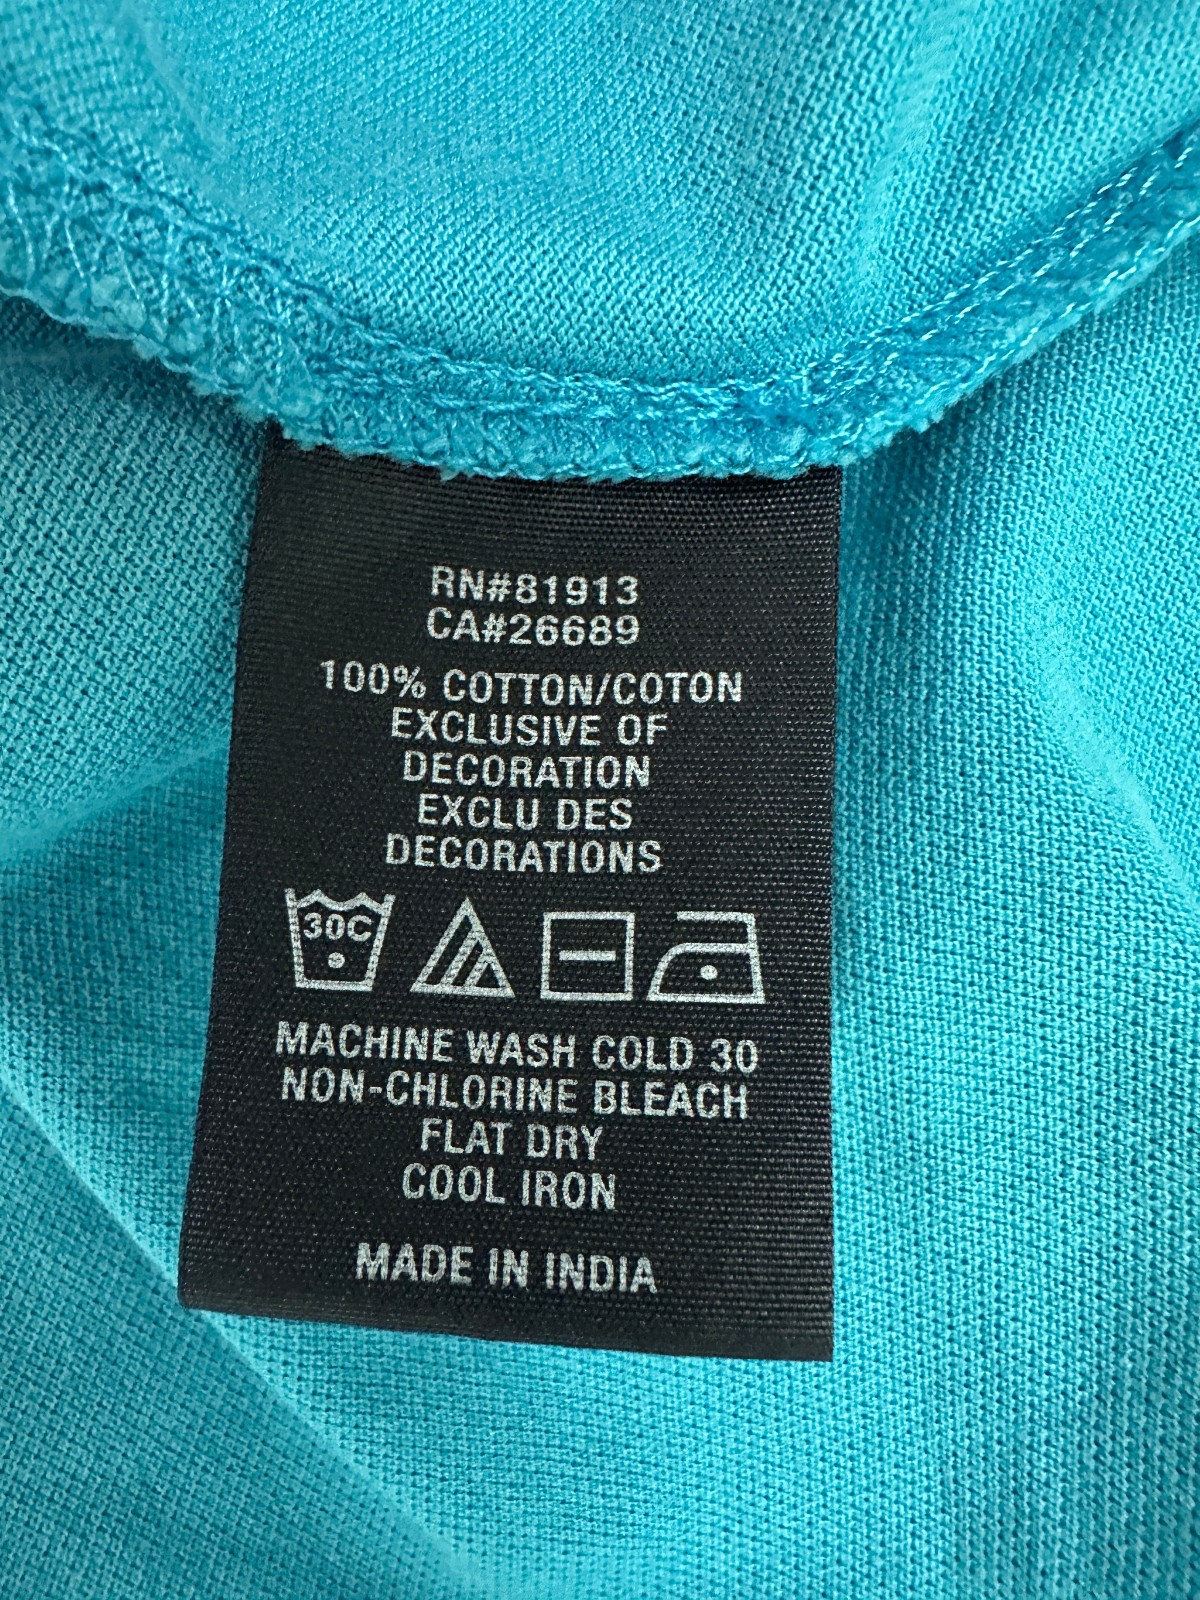 RN#81913
CA#26689
100% COTTON/COTON
EXCLUSIVE OF
DECORATION
EXCLU DES
DECORATIONS
30C
MACHINE WASH COLD 30
NON-CHLORINE BLEACH
FLAT DRY
COOL IRON
MADE IN INDIA